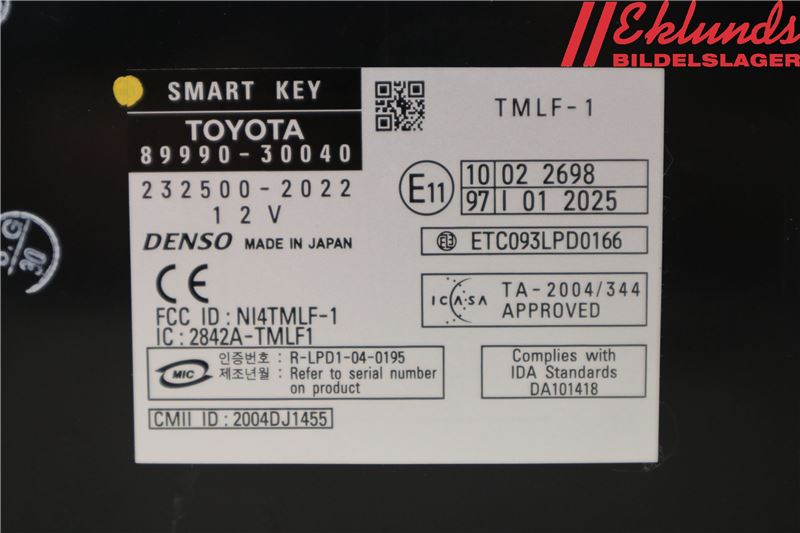 Eklunds
BILDELSLAGER
SMART KEY
TMLF-1
TOYOTA
89990-30040
232500-2022
12V
E11
10 02 2698
97 I 01 2025
DENSO MADE IN JAPAN
ETC093LPD0166
CE
ICASA TA-2004/344
APPROVED
FCC ID: NI4TMLF-1
IC: 2842A-TMLF1
MIC
인증번호: R-LPD1-04-0195
제조년월: Refer to serial number
on product
Complies with
IDA Standards
DA101418
CMII ID: 2004DJ1455
30